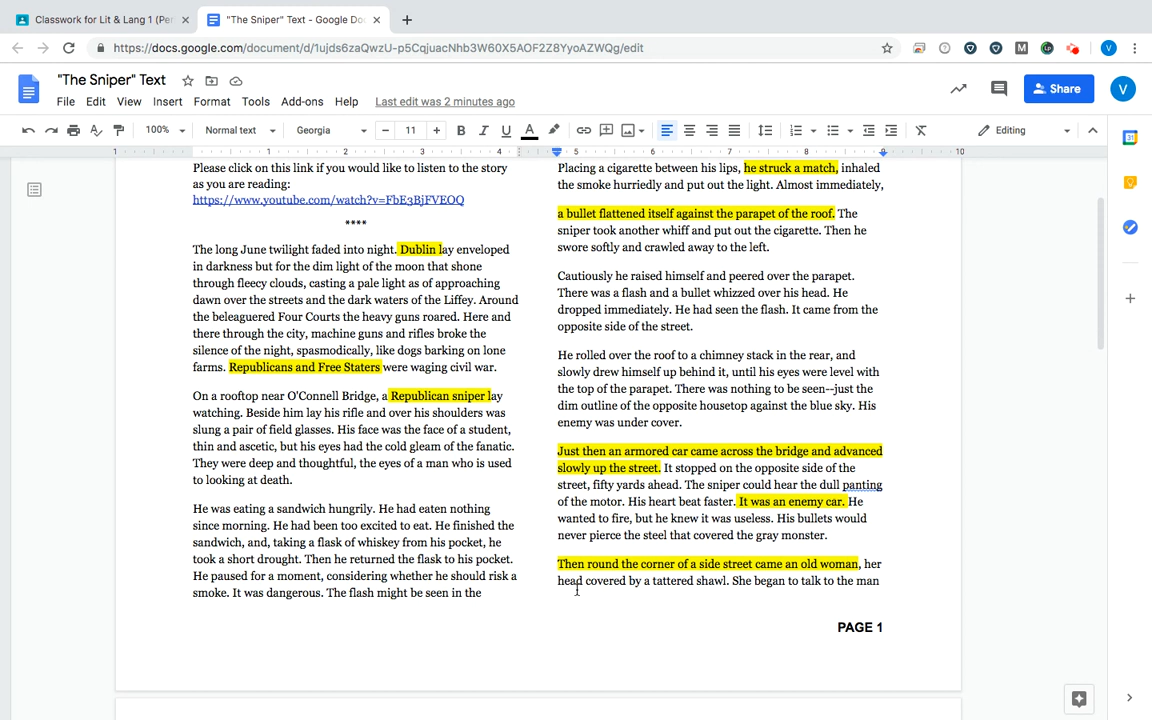 Classwork for Lit & Lang 1 (Per
"The Sniper" Text - Google Do
https://docs.google.com/document/d/1ujds6zaQwzU-p5CqjuacNhb3W60X5AOF2Z8YyoAZWQg/edit
"The Sniper" Text
File Edit View Insert Format Tools Add-ons Help Last edit was 2 minutes ago
Share
V
100% Normal text Georgia 11 Editing
Please click on this link if you would like to listen to the story
as you are reading:
https://www.youtube.com/watch?v=FbE3BjFVEOQ
****
The long June twilight faded into night. Dublin lay enveloped
in darkness but for the dim light of the moon that shone
through fleecy clouds, casting a pale light as of approaching
dawn over the streets and the dark waters of the Liffey. Around
the beleaguered Four Courts the heavy guns roared. Here and
there through the city, machine guns and rifles broke the
silence of the night, spasmodically, like dogs barking on lone
farms. Republicans and Free Staters were waging civil war.
On a rooftop near O'Connell Bridge, a Republican sniper lay
watching. Beside him lay his rifle and over his shoulders was
slung a pair of field glasses. His face was the face of a student,
thin and ascetic, but his eyes had the cold gleam of the fanatic.
They were deep and thoughtful, the eyes of a man who is used
to looking at death.
He was eating a sandwich hungrily. He had eaten nothing
since morning. He had been too excited to eat. He finished the
sandwich, and, taking a flask of whiskey from his pocket, he
took a short drought. Then he returned the flask to his pocket.
He paused for a moment, considering whether he should risk a
smoke. It was dangerous. The flash might be seen in the
Placing a cigarette between his lips, he struck a match, inhaled
the smoke hurriedly and put out the light. Almost immediately,
a bullet flattened itself against the parapet of the roof. The
sniper took another whiff and put out the cigarette. Then he
swore softly and crawled away to the left.
Cautiously he raised himself and peered over the parapet.
There was a flash and a bullet whizzed over his head. He
dropped immediately. He had seen the flash. It came from the
opposite side of the street.
He rolled over the roof to a chimney stack in the rear, and
slowly drew himself up behind it, until his eyes were level with
the top of the parapet. There was nothing to be seen--just the
dim outline of the opposite housetop against the blue sky. His
enemy was under cover.
Just then an armored car came across the bridge and advanced
slowly up the street. It stopped on the opposite side of the
street, fifty yards ahead. The sniper could hear the dull panting
of the motor. His heart beat faster. It was an enemy car. He
wanted to fire, but he knew it was useless. His bullets would
never pierce the steel that covered the gray monster.
Then round the corner of a side street came an old woman, her
head covered by a tattered shawl. She began to talk to the man
PAGE 1